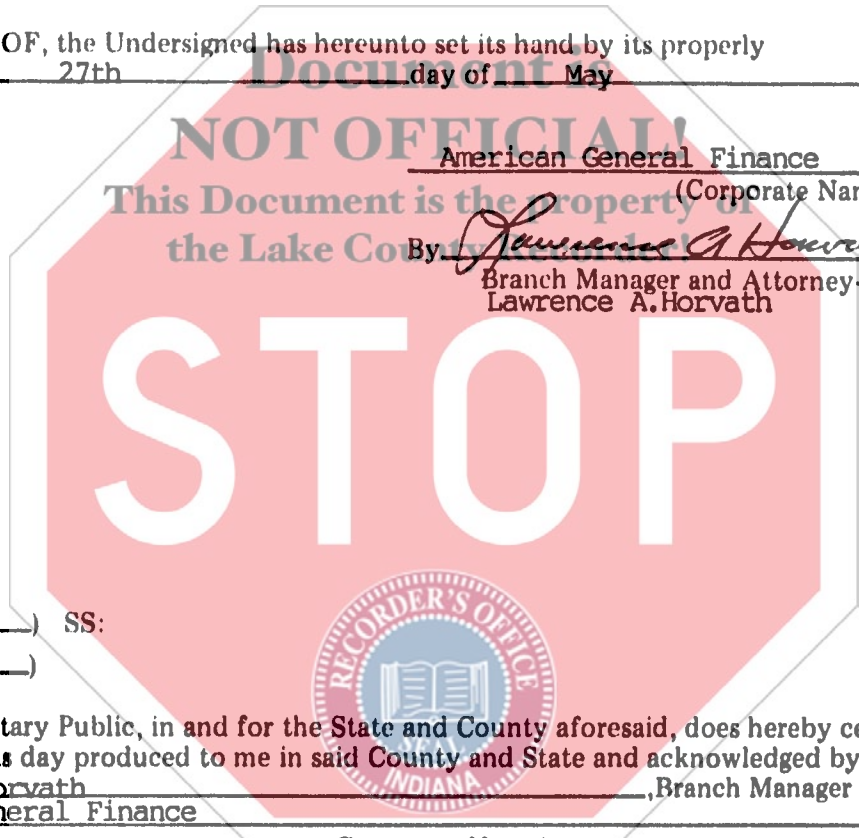 OF, the Undersigned has hereunto set its hand by its properly
27th day of May
Document is
NOT OFFICIAL!
American General Finance
(Corporate Nar
This Document is the property of
the Lake County Recorder!
By Lawrence A Horva
Branch Manager and Attorney-
Lawrence A.Horvath
STOP
) SS:
)
RECORDER'S OFFICE
SEAL
INDIANA
tary Public, in and for the State and County aforesaid, does hereby ce
s day produced to me in said County and State and acknowledged by
orvath ,Branch Manager
neral Finance